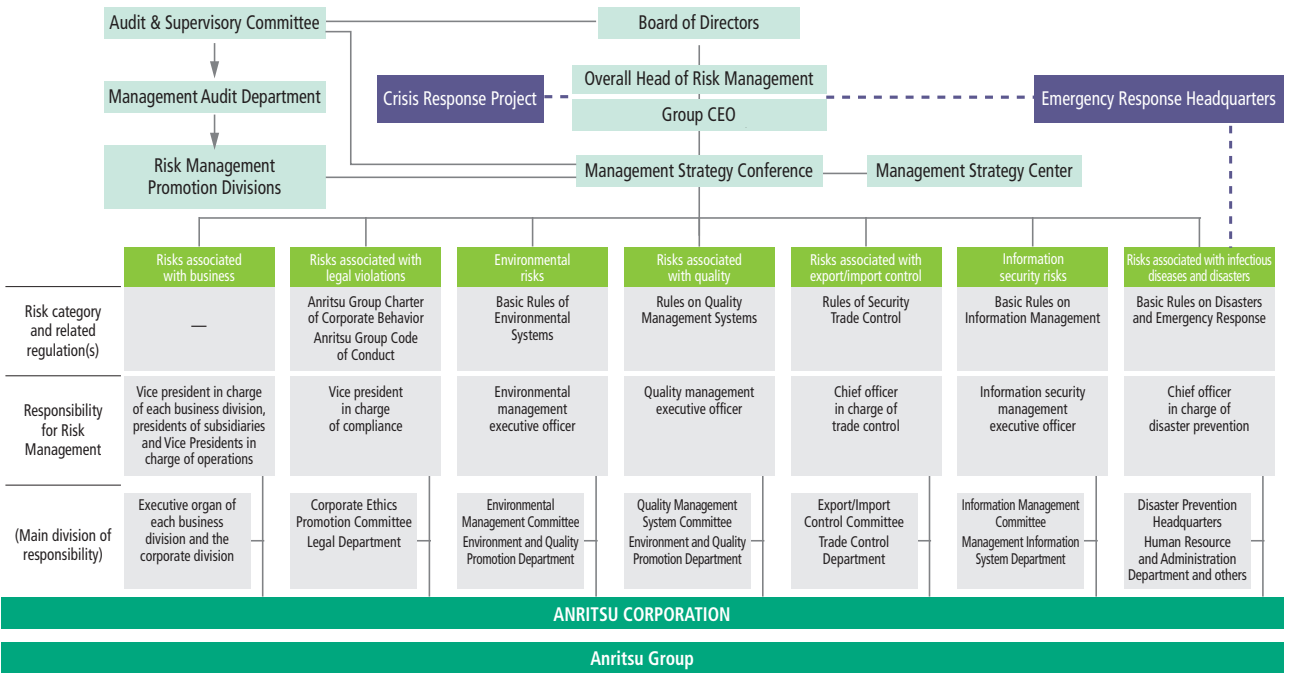 Audit & Supervisory Committee
Board of Directors
Management Audit Department
Crisis Response Project
Overall Head of Risk Management
Group CEO
Emergency Response Headquarters
Risk Management
Promotion Divisions
Management Strategy Conference
Management Strategy Center
Risks associated
with business
Risks associated with
legal violations
Environmental
risks
Risks associated
with quality
Risks associated with
export/import control
Information
security risks
Risks associated with infectious
diseases and disasters
Risk category
and related
regulation(s)
—
Anritsu Group Charter
of Corporate Behavior
Anritsu Group Code
of Conduct
Basic Rules of
Environmental
Systems
Rules on Quality
Management Systems
Rules of Security
Trade Control
Basic Rules on
Information Management
Basic Rules on Disasters
and Emergency Response
Responsibility
for Risk
Management
Vice president in charge
of each business division,
presidents of subsidiaries
and Vice Presidents in
charge of operations
Vice president
in charge
of compliance
Environmental
management
executive officer
Quality management
executive officer
Chief officer
in charge of
trade control
Information security
management
executive officer
Chief officer
in charge of
disaster prevention
(Main division of
responsibility)
Executive organ of
each business
division and the
corporate division
Corporate Ethics
Promotion Committee
Legal Department
Environmental
Management Committee
Environment and Quality
Promotion Department
Quality Management
System Committee
Environment and Quality
Promotion Department
Export/Import
Control Committee
Trade Control
Department
Information Management
Committee
Management Information
System Department
Disaster Prevention
Headquarters
Human Resource
and Administration
Department and others
ANRITSU CORPORATION
Anritsu Group